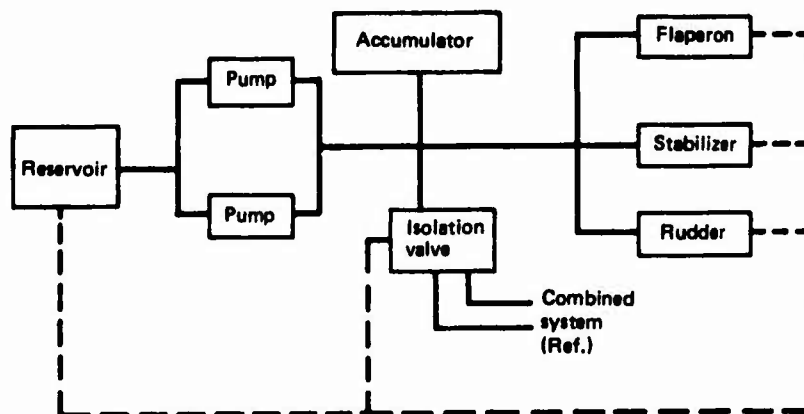 Accumulator
Flaperon
Pump
Reservoir
Stabilizer
Pump
Isolation
valve
Rudder
Combined
system
(Ref.)